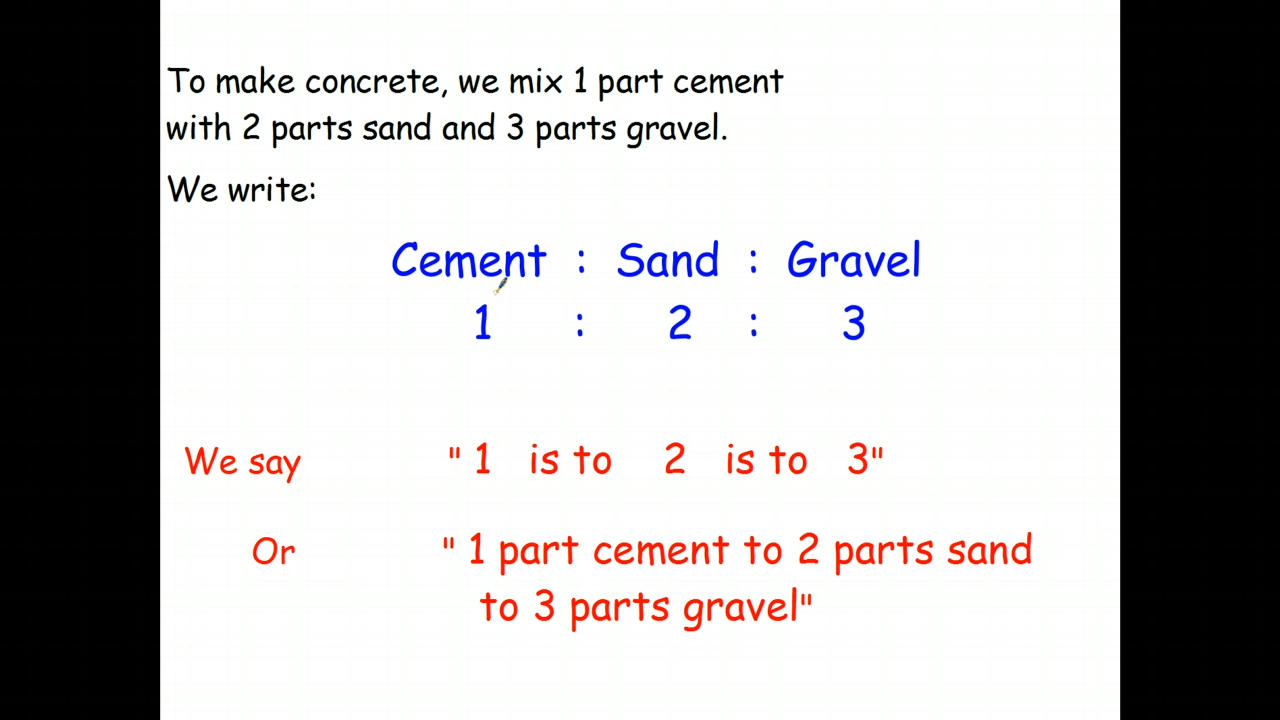 To make concrete, we mix 1 part cement
with 2 parts sand and 3 parts gravel.
We write:
Cement : Sand : Gravel
1 : 2 : 3
We say " 1 is to 2 is to 3"
Or " 1 part cement to 2 parts sand
to 3 parts gravel"